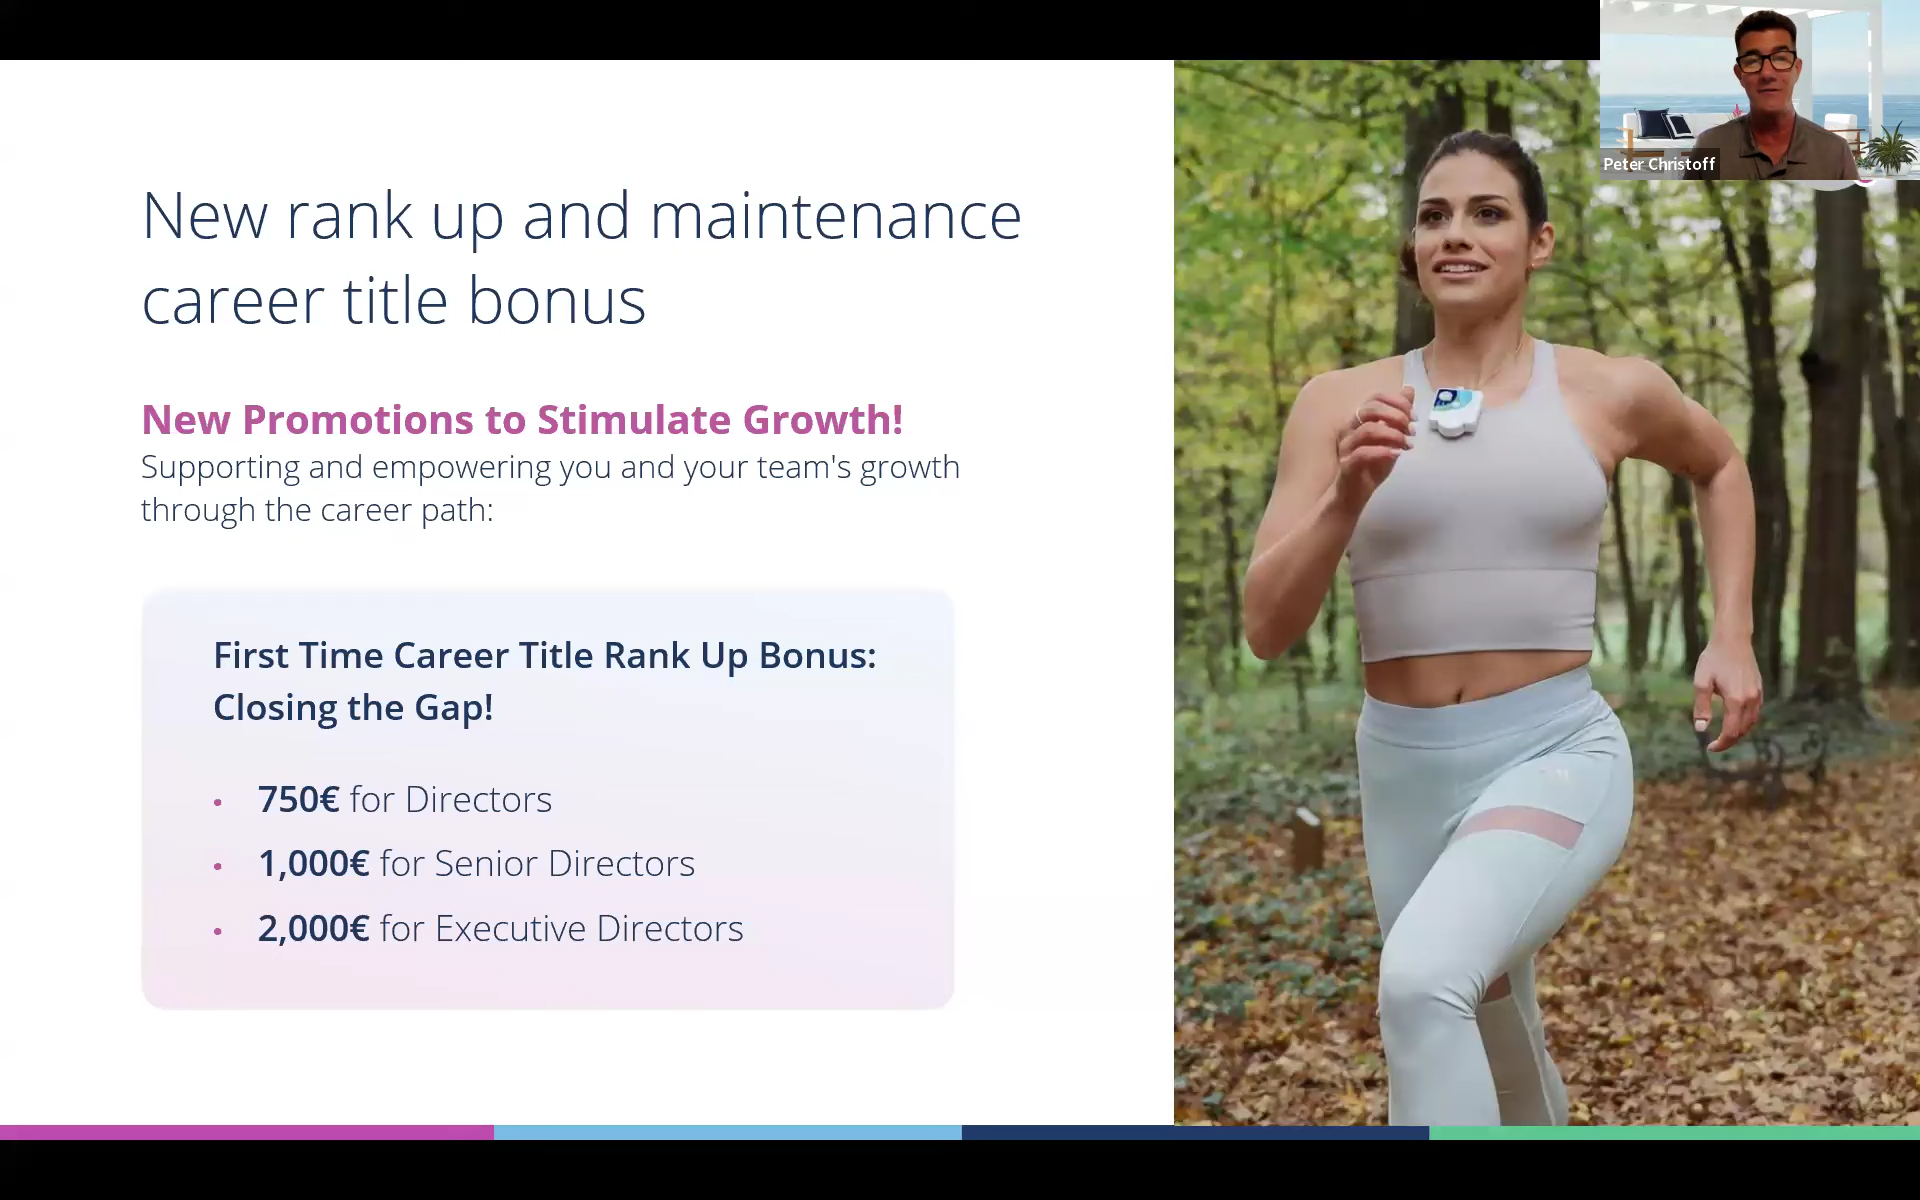 Peter Christoff
New rank up and maintenance
career title bonus
New Promotions to Stimulate Growth!
Supporting and empowering you and your team's growth
through the career path:
First Time Career Title Rank Up Bonus:
Closing the Gap!
• 750€ for Directors
• 1,000€ for Senior Directors
• 2,000€ for Executive Directors